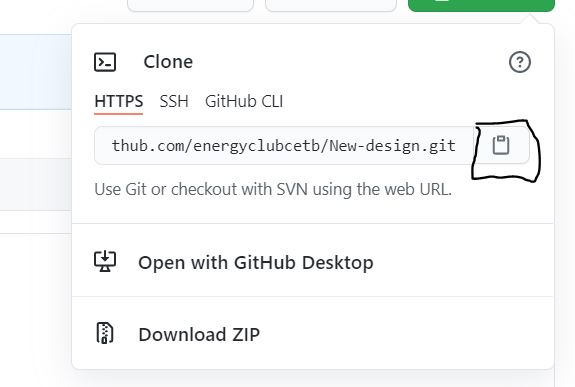 Clone
HTTPS SSH GitHub CLI
thub.com/energyclubcetb/New-design.git
Use Git or checkout with SVN using the web URL.
Open with GitHub Desktop
Download ZIP